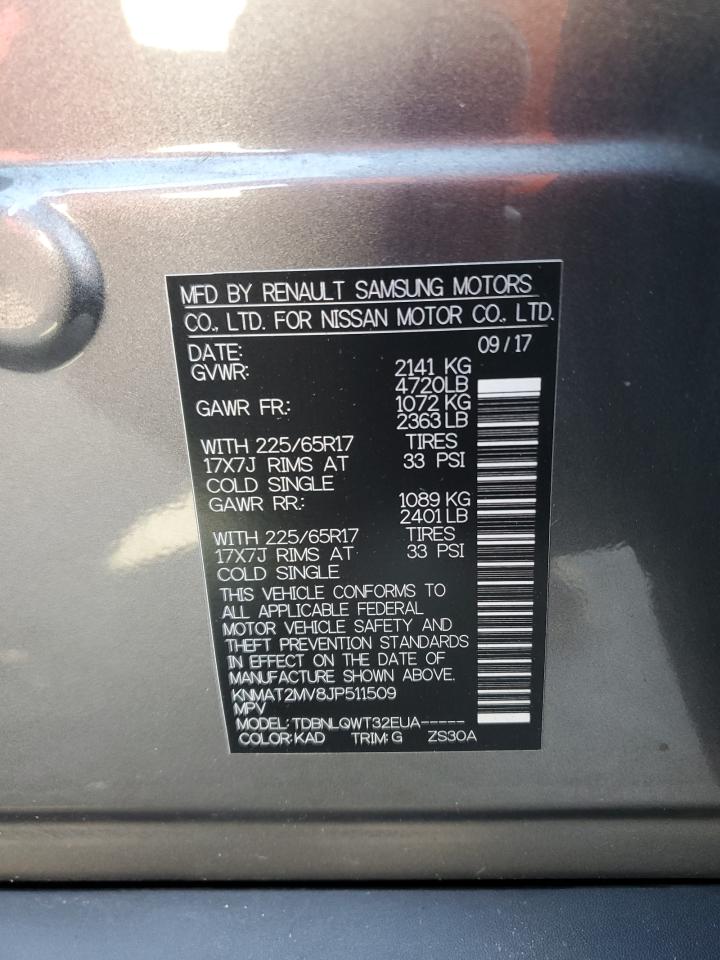 MFD BY RENAULT SAMSUNG MOTORS
CO., LTD. FOR NISSAN MOTOR CO., LTD.
DATE: 09/17
GVWR: 2141 KG
4720LB
GAWR FR.: 1072 KG
2363 LB
WITH 225/65R17 TIRES
17X7J RIMS AT 33 PSI
COLD SINGLE
GAWR RR.: 1089 KG
2401 LB
WITH 225/65R17 TIRES
17X7J RIMS AT 33 PSI
COLD SINGLE
THIS VEHICLE CONFORMS TO
ALL APPLICABLE FEDERAL
MOTOR VEHICLE SAFETY AND
THEFT PREVENTION STANDARDS
IN EFFECT ON THE DATE OF
MANUFACTURE SHOWN ABOVE.
KNMAT2MV8JP511509
MPV
MODEL: TDBNLQWT32EUA-----
COLOR: KAD TRIM: G ZS30A